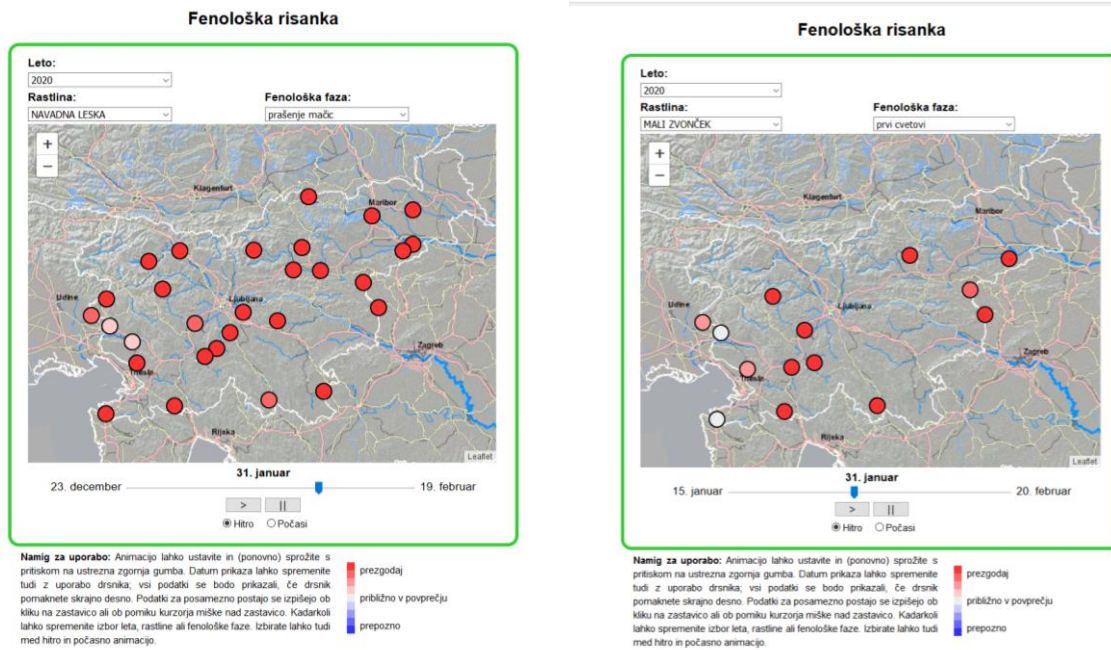 Fenološka risanka
Leto:
2020
Rastlina:
Fenološka faza:
NAVADNA LESKA
prašenje mačic
+
−
Klagenfurt
Maribor
Udine
Ljubljana
Zagreb
Rijeka
Leaflet
31. januar
23. december
19. februar
>
||
Hitro
Počasi
Namig za uporabo: Animacijo lahko ustavite in (ponovno) sprožite s
pritiskom na ustrezna zgornja gumba. Datum prikaza lahko spremenite
tudi z uporabo drsnika; vsi podatki se bodo prikazali, če drsnik
pomaknete skrajno desno. Podatki za posamezno postajo se izpišejo ob
kliku na zastavico ali ob pomiku kurzorja miške nad zastavico. Kadarkoli
lahko spremenite izbor leta, rastline ali fenološke faze. Izbirate lahko tudi
med hitro in počasno animacijo.
prezgodaj
približno v povprečju
prepozno
Fenološka risanka
Leto:
2020
Rastlina:
Fenološka faza:
MALI ZVONČEK
prvi cvetovi
+
−
Klagenfurt
Maribor
Udine
Ljubljana
Zagreb
Rijeka
Leaflet
31. januar
15. januar
20. februar
>
||
Hitro
Počasi
Namig za uporabo: Animacijo lahko ustavite in (ponovno) sprožite s
pritiskom na ustrezna zgornja gumba. Datum prikaza lahko spremenite
tudi z uporabo drsnika; vsi podatki se bodo prikazali, če drsnik
pomaknete skrajno desno. Podatki za posamezno postajo se izpišejo ob
kliku na zastavico ali ob pomiku kurzorja miške nad zastavico. Kadarkoli
lahko spremenite izbor leta, rastline ali fenološke faze. Izbirate lahko tudi
med hitro in počasno animacijo.
prezgodaj
približno v povprečju
prepozno